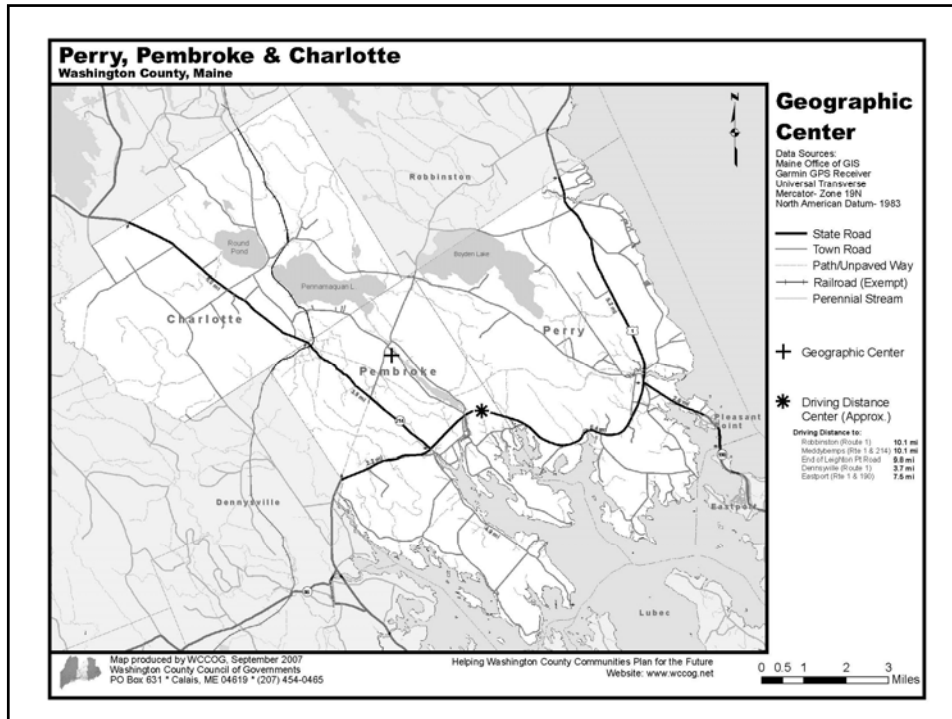 Perry, Pembroke & Charlotte
Washington County, Maine
N
Robbinston
Round
Pond
Boyden Lake
Pennamaquan L
Charlotte
Perry
Pembroke
Pleasant
Point
Dennysville
Eastport
Lubec
1
214
190
Geographic
Center
Data Sources:
Maine Office of GIS
Garmin GPS Receiver
Universal Transverse
Mercator- Zone 19N
North American Datum- 1983
State Road
Town Road
Path/Unpaved Way
Railroad (Exempt)
Perennial Stream
Geographic Center
Driving Distance
Center (Approx.)
Driving Distance to:
Robbinston (Route 1) 10.1 mi
Meddybemps (Rte 1 & 214) 10.1 mi
End of Leighton Pt Road 9.8 mi
Dennysville (Route 1) 3.7 mi
Eastport (Rte 1 & 190) 7.5 mi
Map produced by WCCOG, September 2007
Washington County Council of Governments
PO Box 631 * Calais, ME 04619 * (207) 454-0465
Helping Washington County Communities Plan for the Future
Website: www.wccog.net
0 0.5 1 2 3
Miles